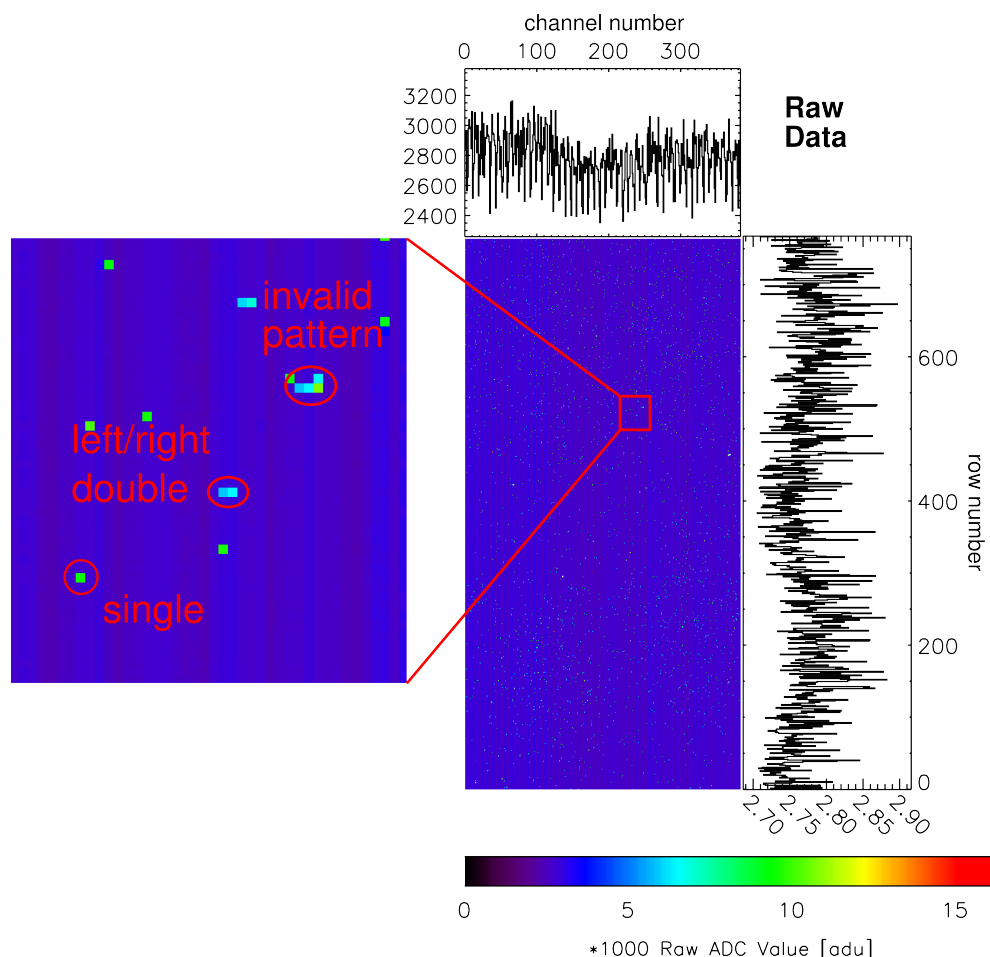 channel number
0 100 200 300
3200
3000
2800
2600
2400
Raw
Data
invalid
pattern
left/right
double
single
600
400
200
0
row number
2.70 2.75 2.80 2.85 2.90
0 5 10 15
*1000 Raw ADC Value [adu]